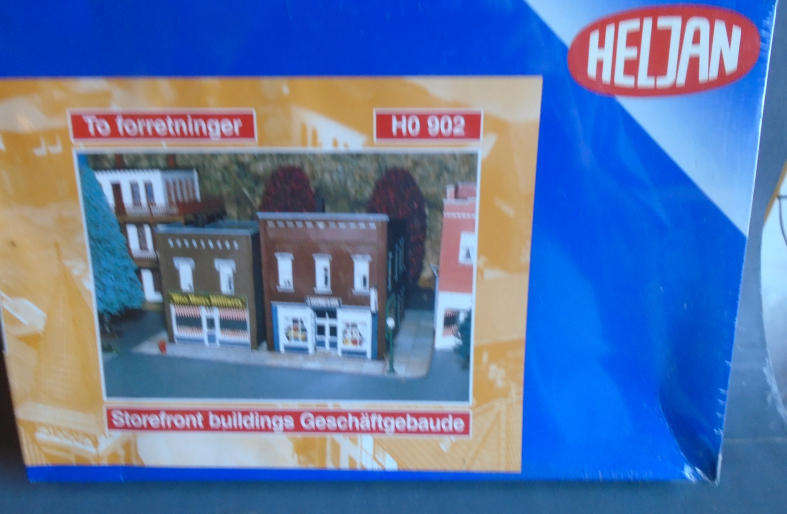 HELJAN
To forretninger
H0 902
Storefront buildings Geschäftgebaude